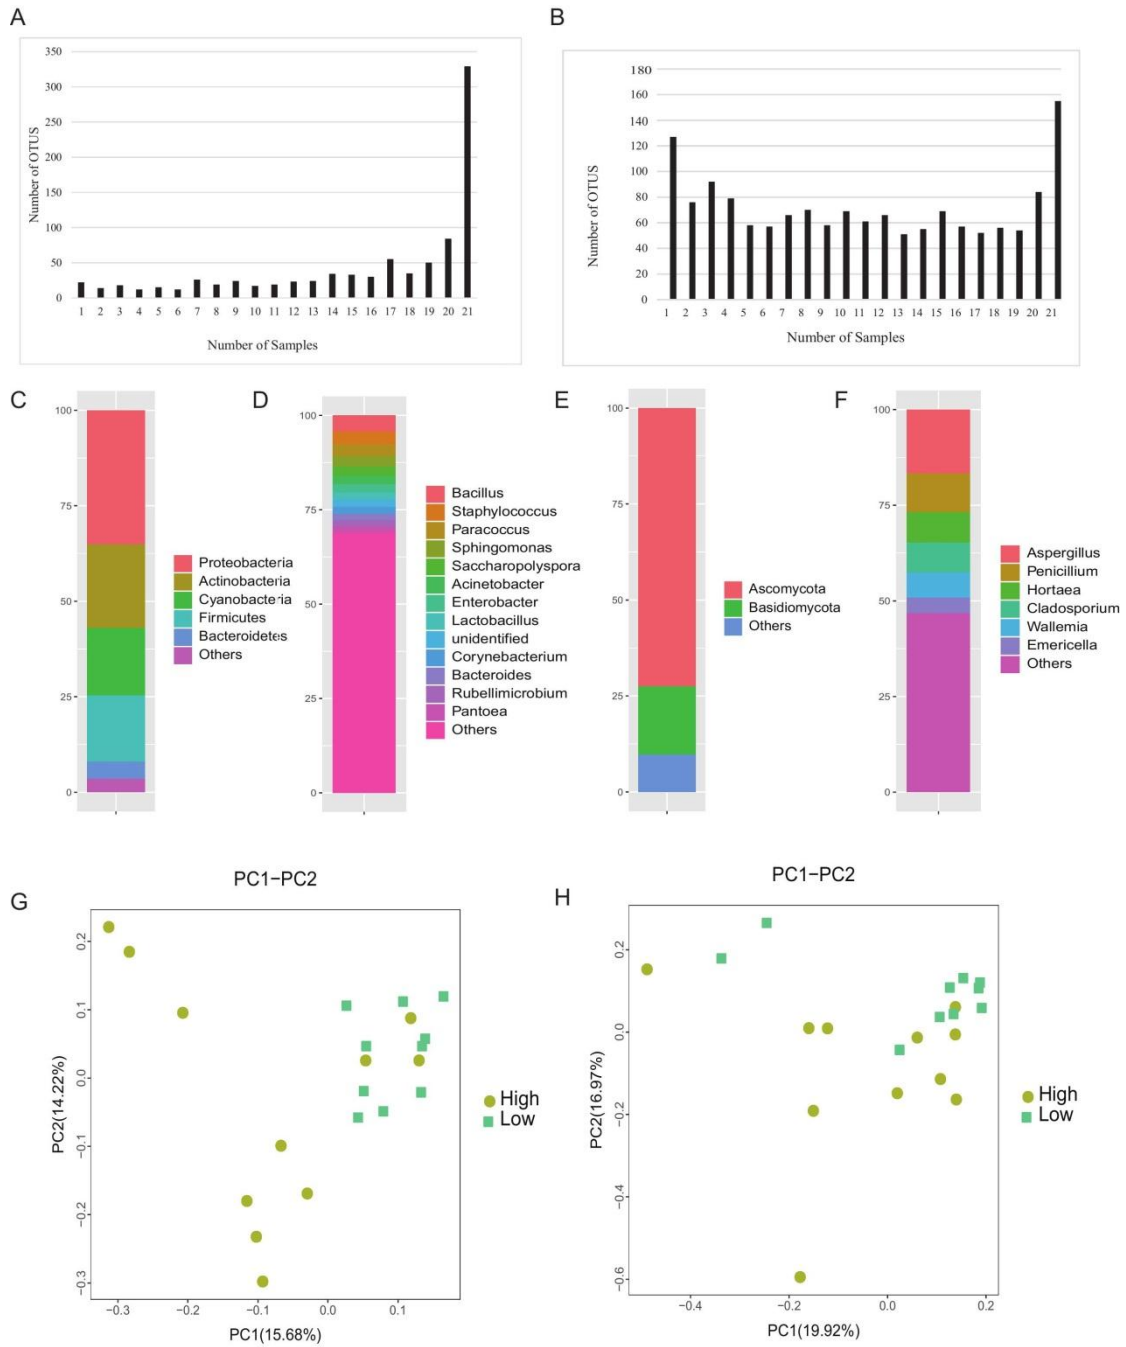 A
350
300
250
200
150
100
50
0
Number of OTUS
1 2 3 4 5 6 7 8 9 10 11 12 13 14 15 16 17 18 19 20 21
Number of Samples
B
180
160
140
120
100
80
60
40
20
0
Number of OTUS
1 2 3 4 5 6 7 8 9 10 11 12 13 14 15 16 17 18 19 20 21
Number of Samples
C
100
75
50
25
0
Proteobacteria
Actinobacteria
Cyanobacteria
Firmicutes
Bacteroidetes
Others
D
100
75
50
25
0
Bacillus
Staphylococcus
Paracoccus
Sphingomonas
Saccharopolyspora
Acinetobacter
Enterobacter
Lactobacillus
unidentified
Corynebacterium
Bacteroides
Rubellimicrobium
Pantoea
Others
E
100
75
50
25
0
Ascomycota
Basidiomycota
Others
F
100
75
50
25
0
Aspergillus
Penicillium
Hortaea
Cladosporium
Wallemia
Emericella
Others
G
PC1−PC2
0.2
0.1
0.0
−0.1
−0.2
−0.3
PC2(14.22%)
−0.3 −0.2 −0.1 0.0 0.1
PC1(15.68%)
High
Low
H
PC1−PC2
0.2
0.0
−0.2
−0.4
−0.6
PC2(16.97%)
−0.4 −0.2 0.0 0.2
PC1(19.92%)
High
Low